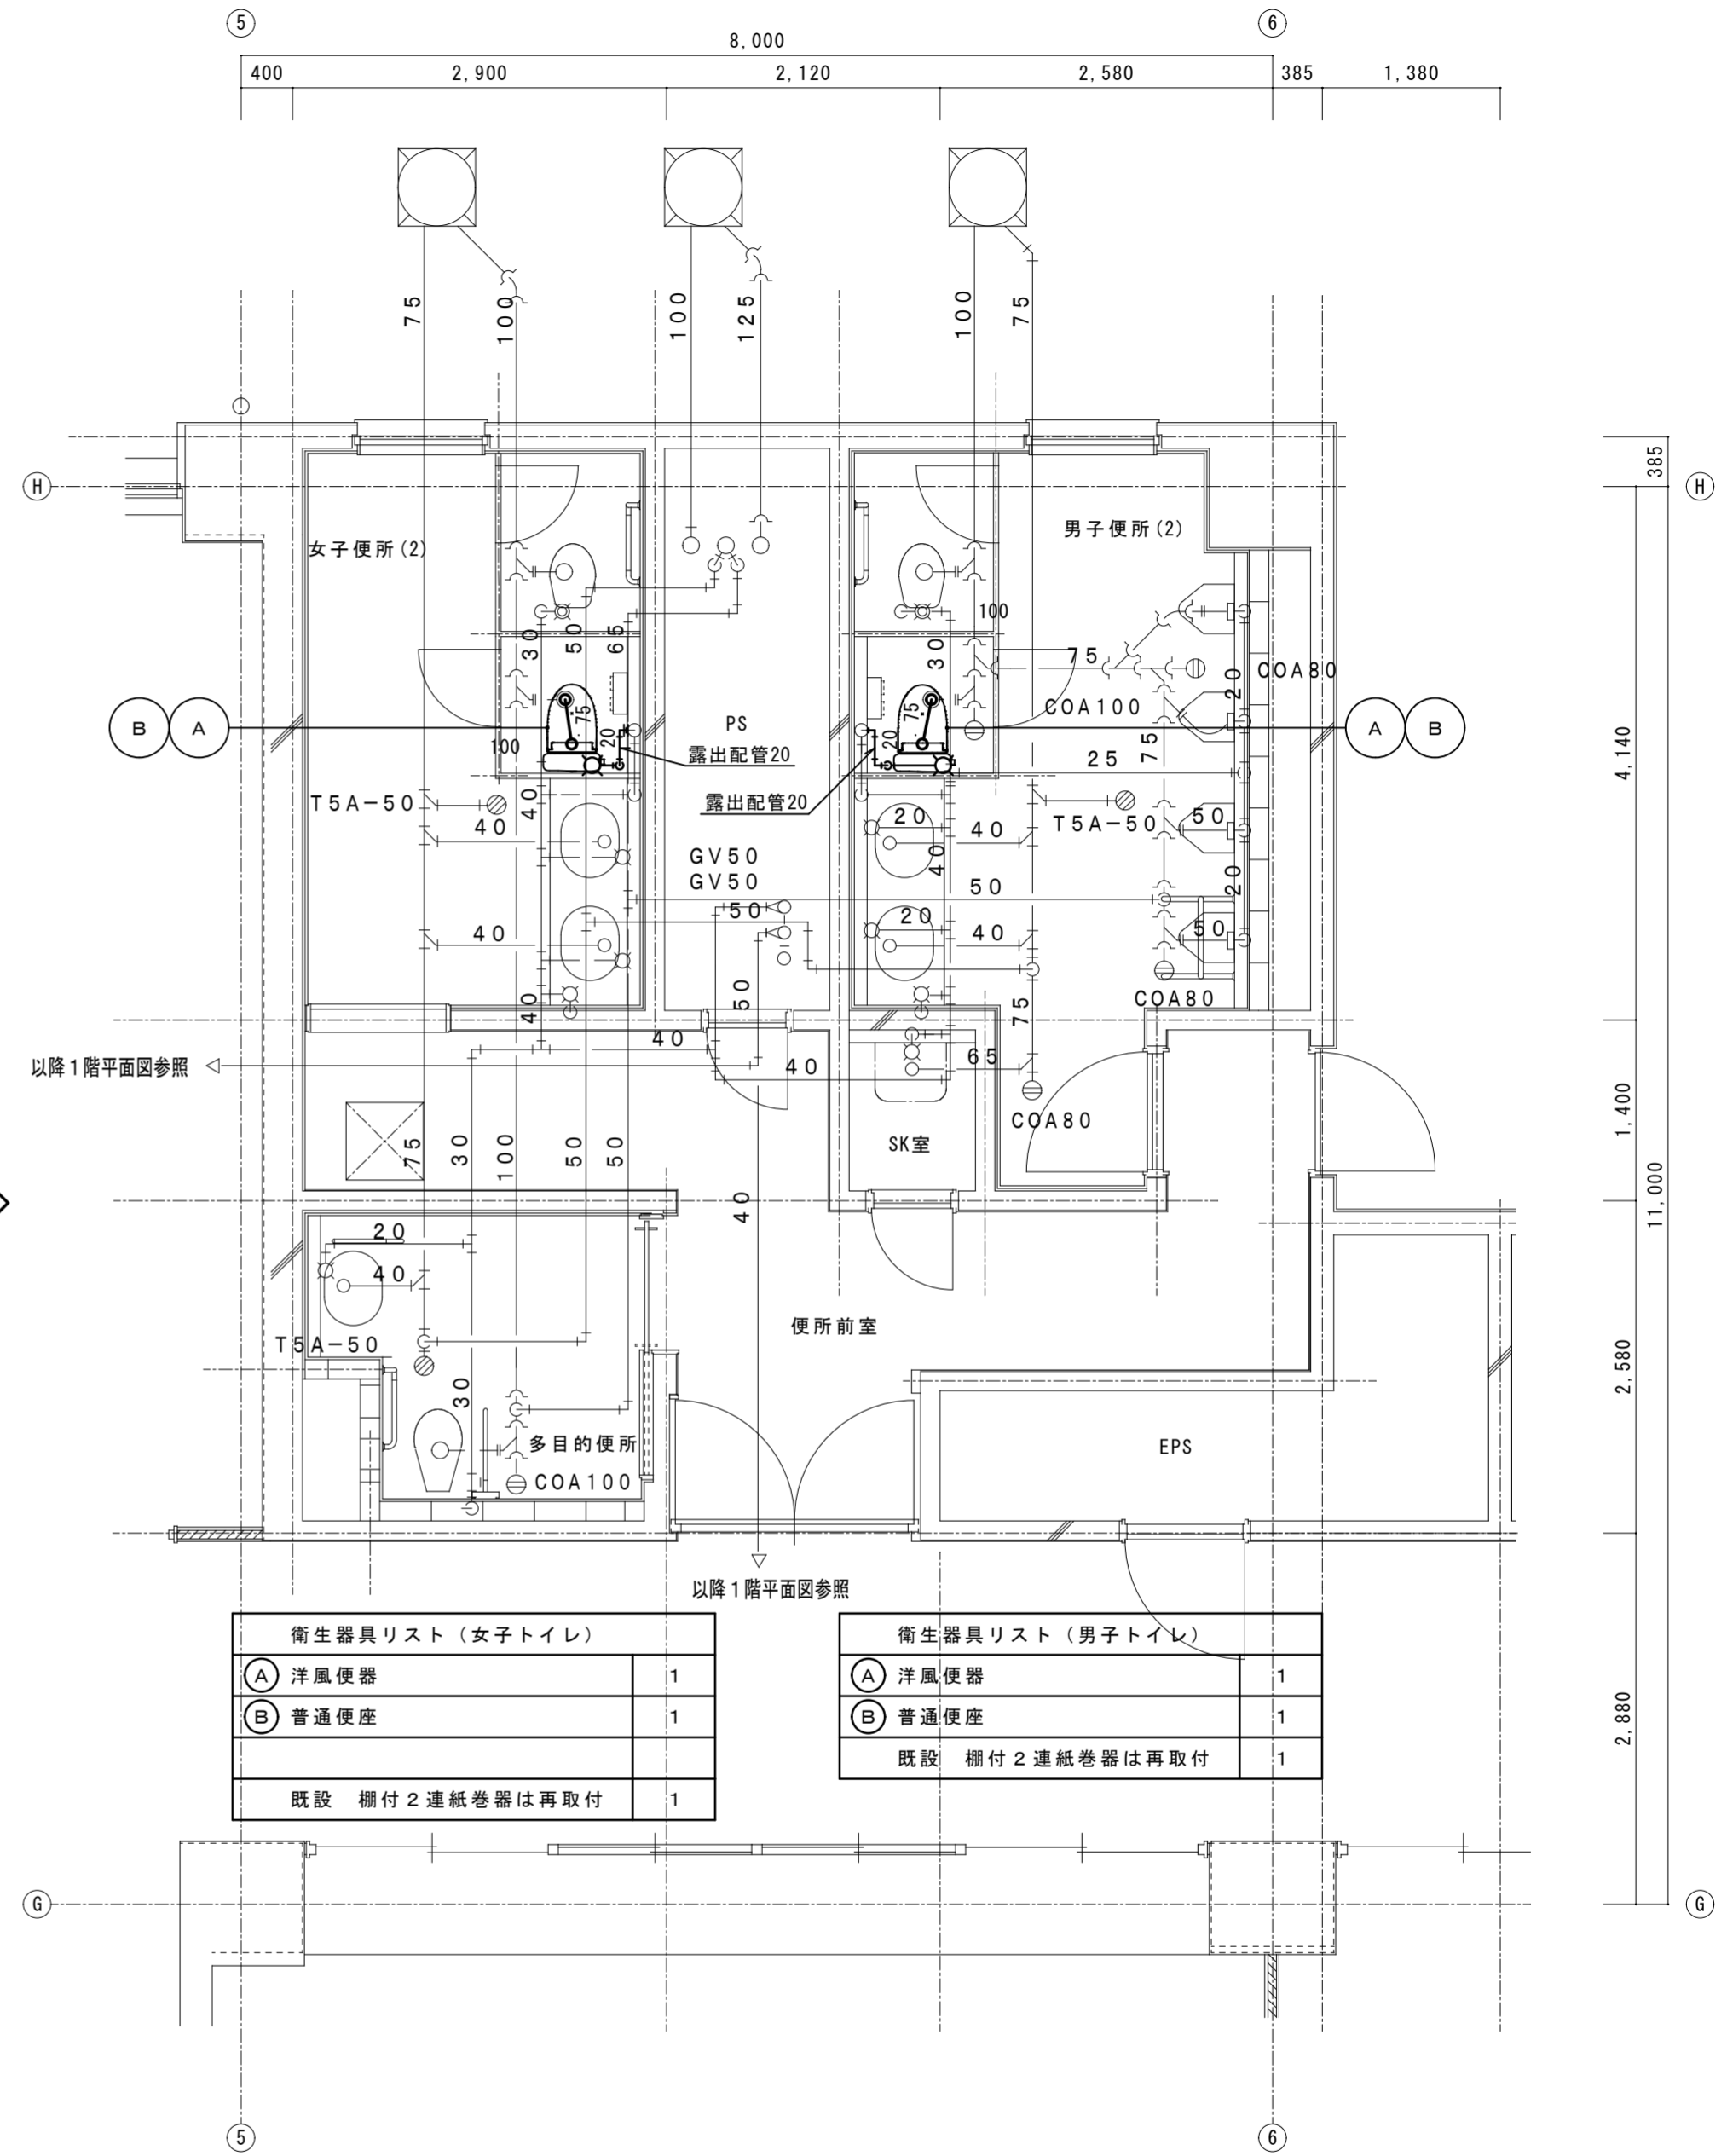 5
6
8,000
400
2,900
2,120
2,580
385
1,380
75
100
100
125
100
75
385
H
H
女子便所(2)
男子便所(2)
30
50
65
100
30
75
COA80
20
COA100
B
A
75
20
100
PS
露出配管20
75
20
A
B
75
25
4,140
露出配管20
T5A-50
40
40
20
40
T5A-50
50
40
GV50
GV50
50
50
20
40
20
40
50
50
40
75
COA80
40
40
65
以降1階平面図参照
COA80
1,400
75
30
100
50
50
SK室
40
11,000
20
40
T5A-50
便所前室
2,580
30
多目的便所
COA100
EPS
以降1階平面図参照
衛生器具リスト（女子トイレ）
A 洋風便器 1
B 普通便座 1
既設 棚付2連紙巻器は再取付 1
衛生器具リスト（男子トイレ）
A 洋風便器 1
B 普通便座 1
既設 棚付2連紙巻器は再取付 1
2,880
G
G
5
6